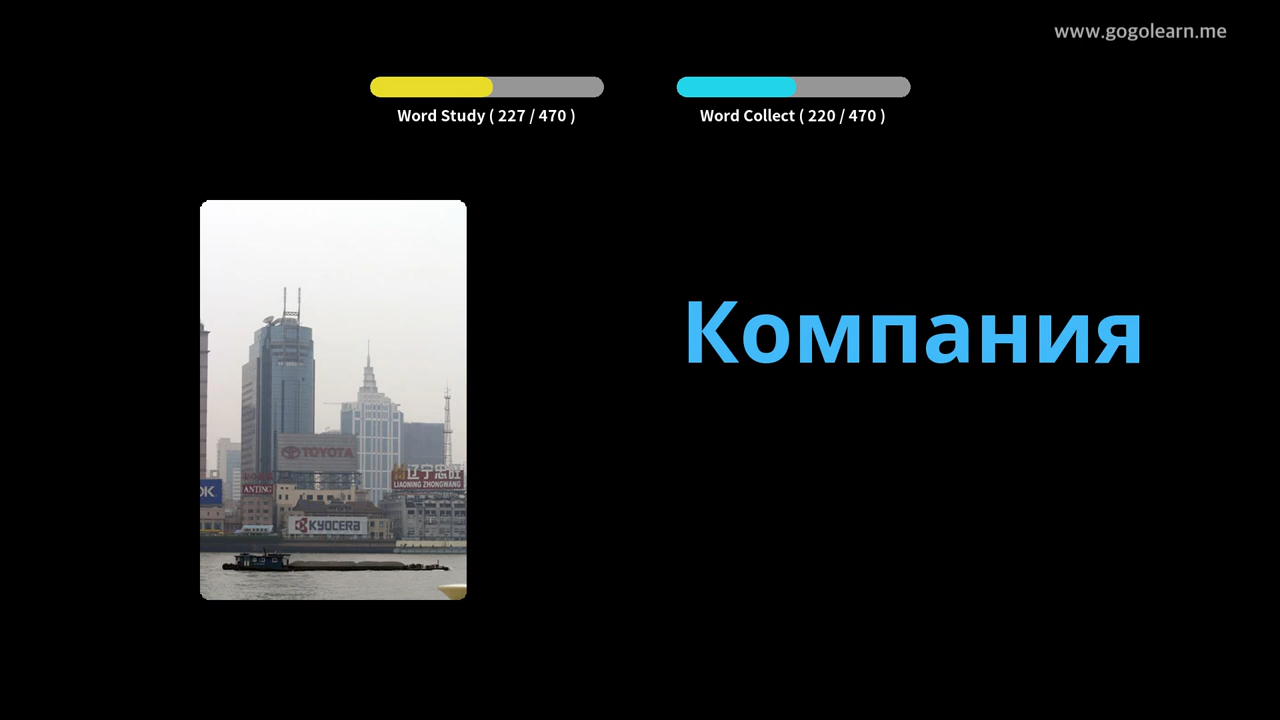 www.gogolearn.me
Word Study ( 227 / 470 )
Word Collect ( 220 / 470 )
Компания
TOYOTA
辽宁忠旺
LIAONING ZHONGWANG
OK
ANTING
KYOCERA